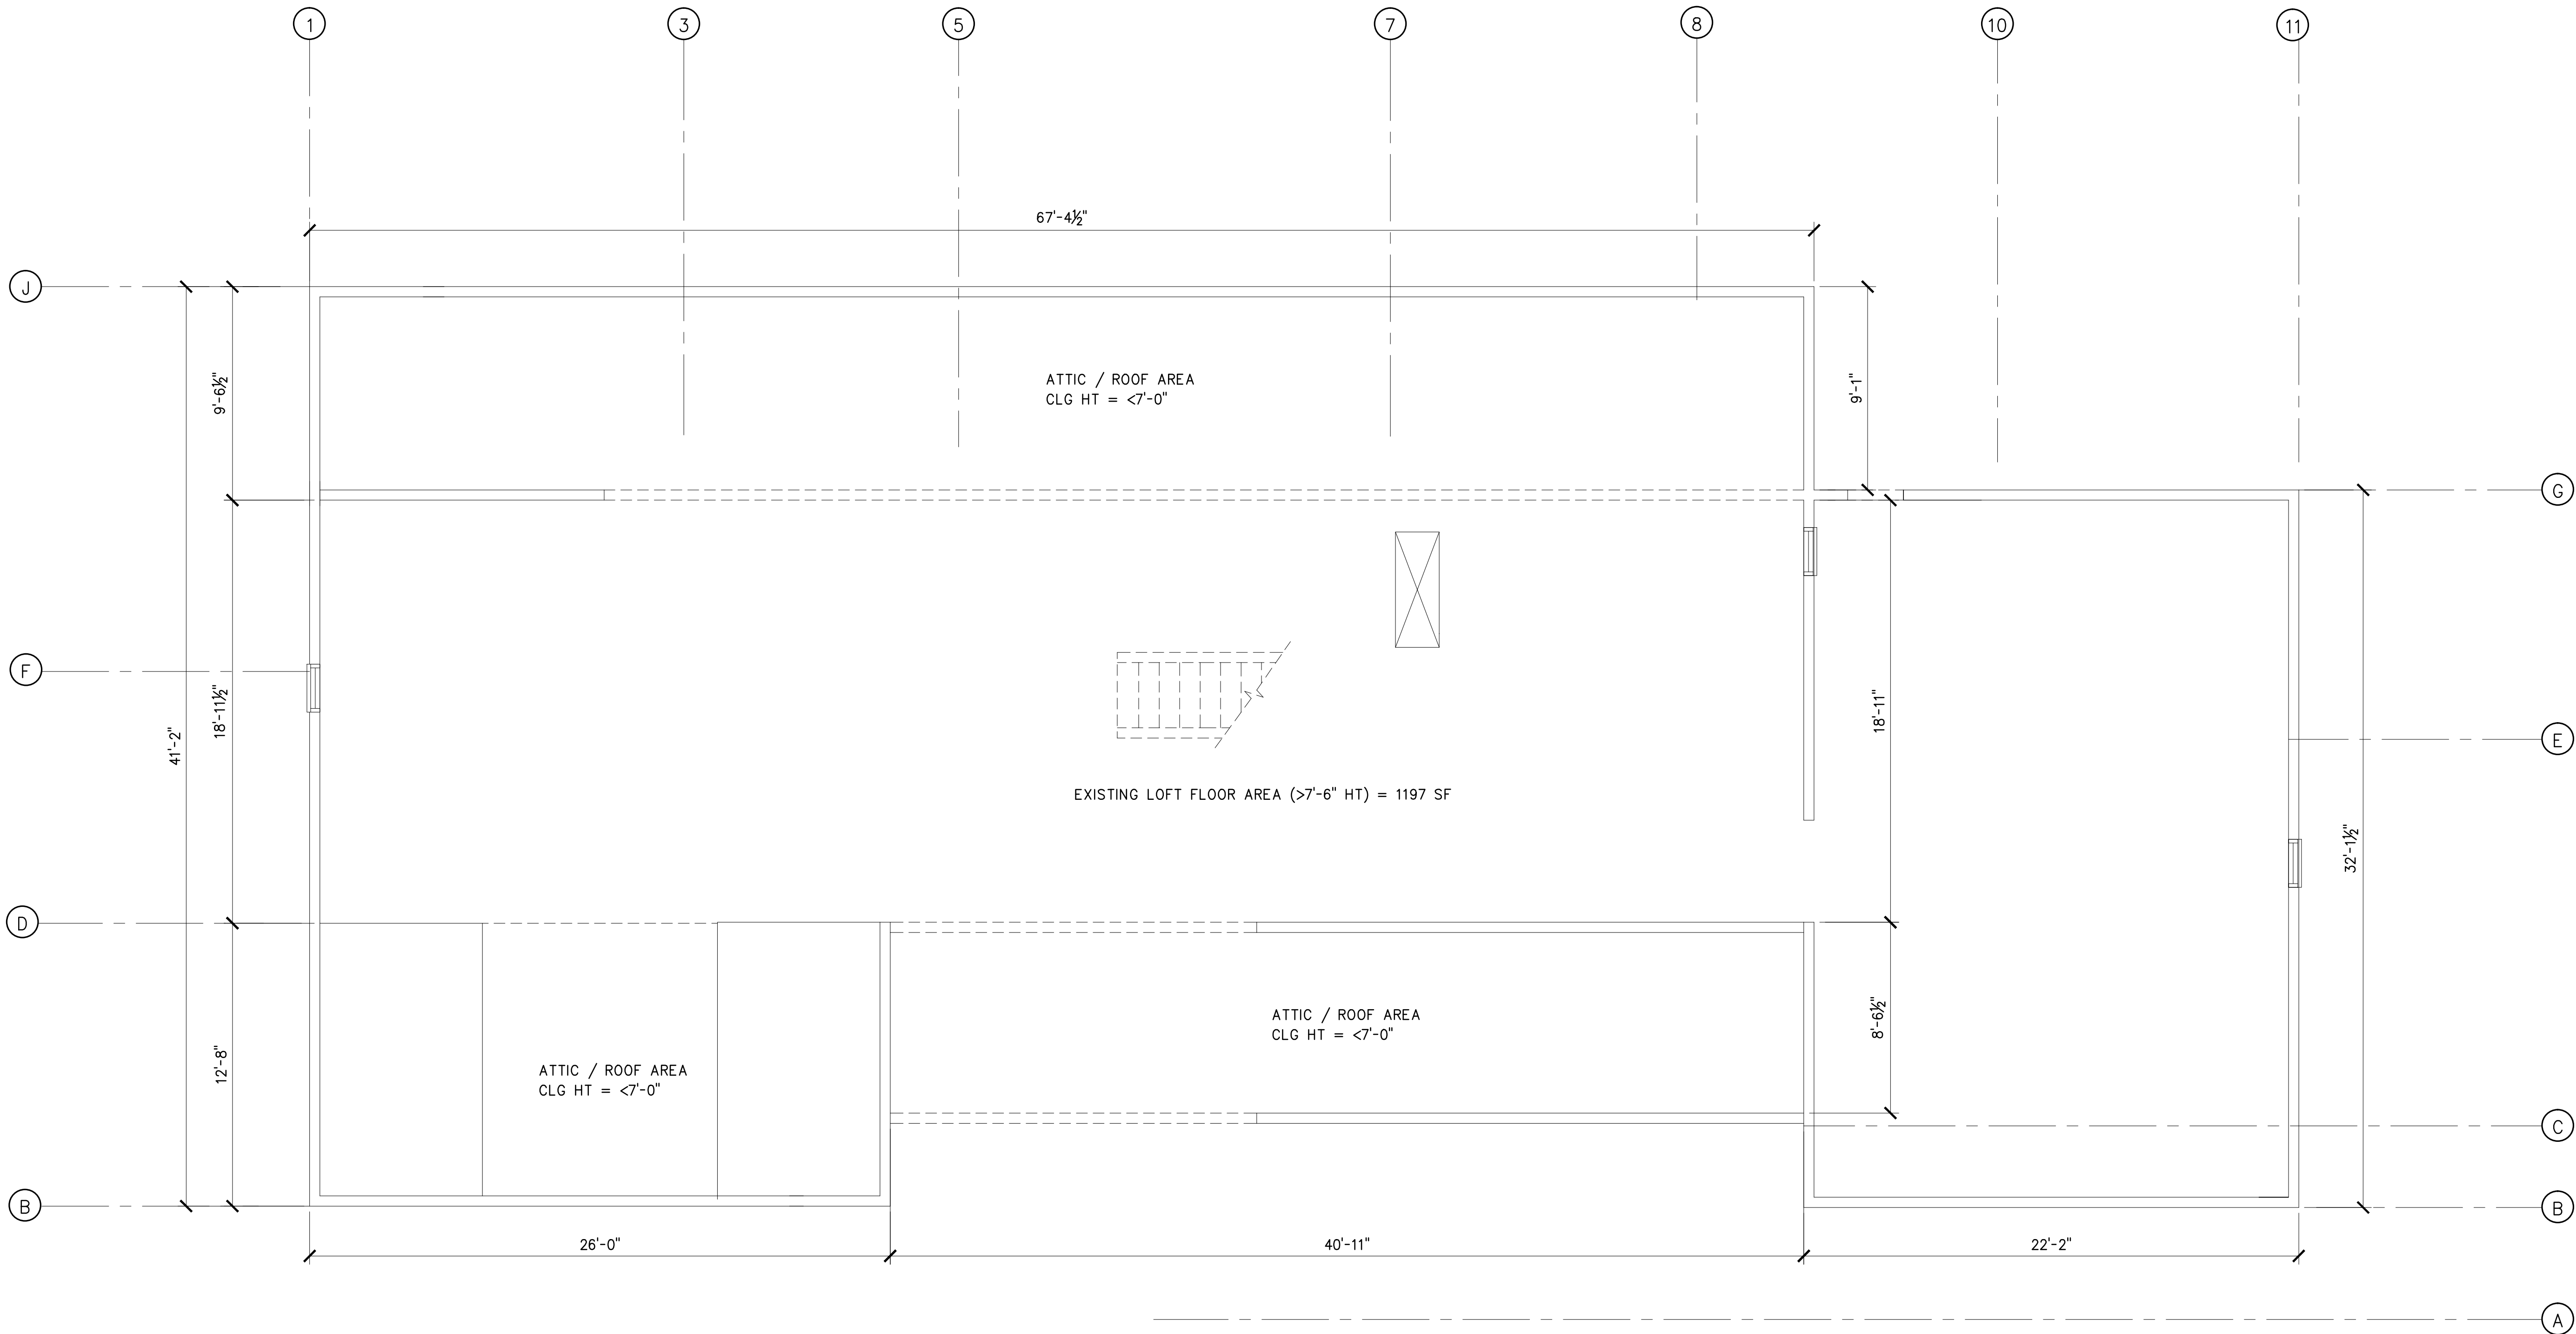 1
3
5
7
8
10
11
67'-4½"
J
9'-6½"
ATTIC / ROOF AREA
CLG HT = <7'-0"
9'-1"
G
F
18'-11½"
41'-2"
18'-11"
E
EXISTING LOFT FLOOR AREA (>7'-6" HT) = 1197 SF
32'-1½"
D
ATTIC / ROOF AREA
CLG HT = <7'-0"
8'-6½"
12'-8"
ATTIC / ROOF AREA
CLG HT = <7'-0"
C
B
B
26'-0"
40'-11"
22'-2"
A